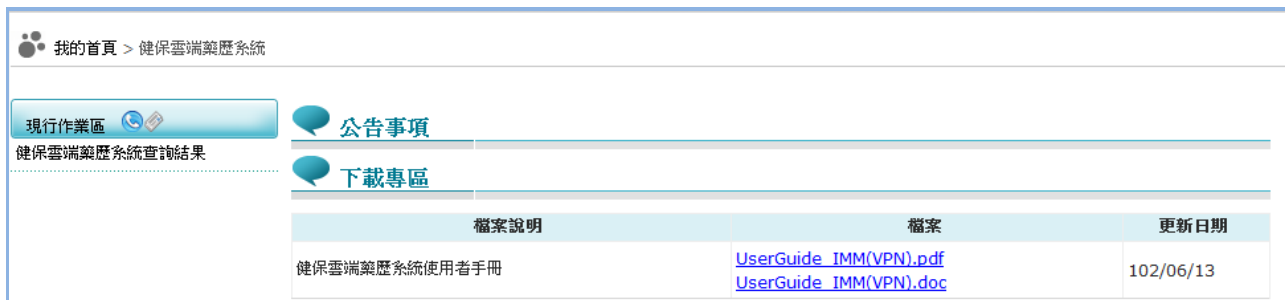 我的首頁 > 健保雲端藥歷系統
現行作業區
健保雲端藥歷系統查詢結果
公告事項
下載專區
檔案說明 檔案 更新日期
健保雲端藥歷系統使用者手冊 UserGuide_IMM(VPN).pdf 102/06/13
UserGuide_IMM(VPN).doc